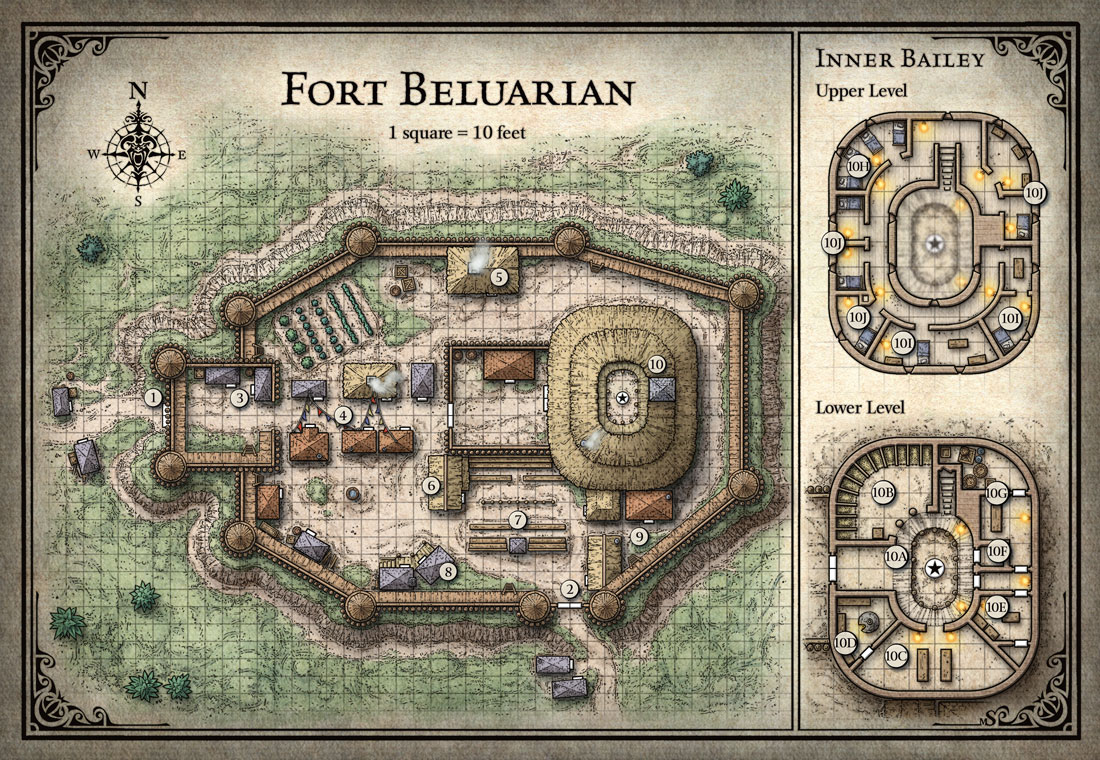 FORT BELUARIAN
1 square = 10 feet
N
W
E
S
1
2
3
4
5
6
7
8
9
10
INNER BAILEY
Upper Level
10H
10J
10J
10J
10I
10I
Lower Level
10B
10G
10A
10F
10E
10D
10C
MS